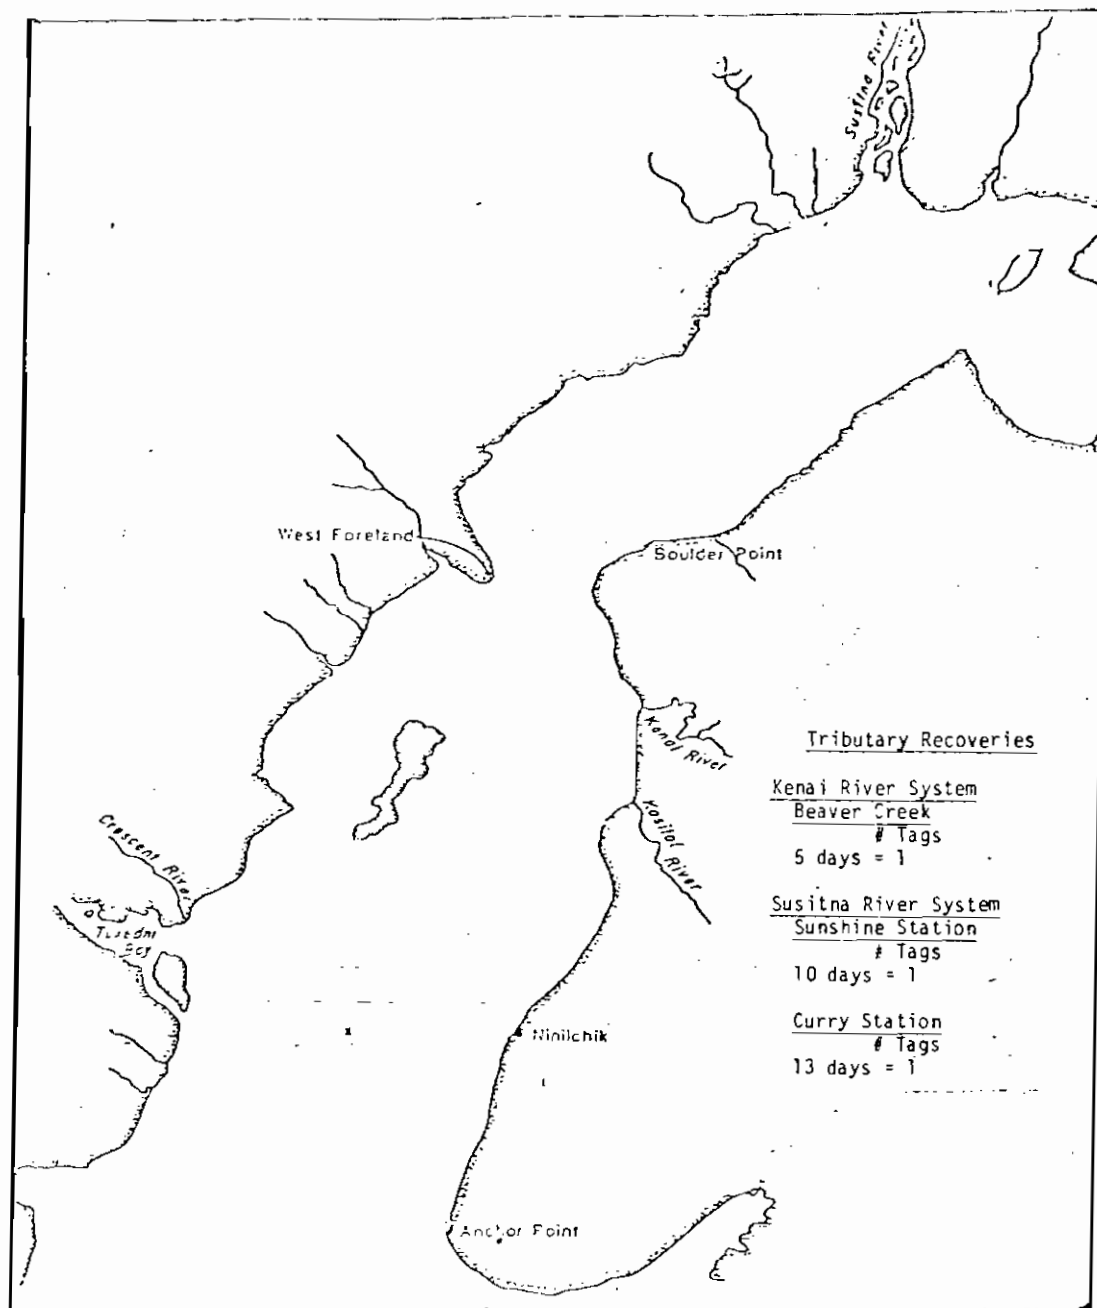 Sustina River
West Foreland
Boulder Point
Kenai River
Tributary Recoveries
Kenai River System
Beaver Creek
# Tags
5 days = 1
Kasilof
River
Crescent River
Bay
Susitna River System
Sunshine Station
# Tags
10 days = 1
Ninilchik
Curry Station
# Tags
13 days = 1
Anchor Point